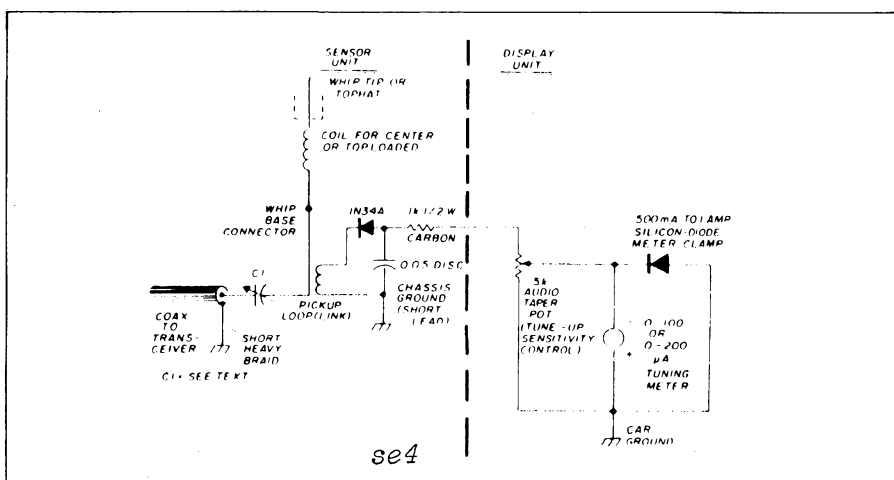 SENSOR
UNIT
WHIP TIP OR
TOPHAT
COIL FOR CENTER
OR TOPLOADED
WHIP
BASE
CONNECTOR
1N34A
1k 1/2 W
CARBON
0.05 DISC
CHASSIS
GROUND
(SHORT
LEAD)
C1
PICKUP
LOOP(LINK)
COAX
TO
TRANS-
CEIVER
SHORT
HEAVY
BRAID
C1 = SEE TEXT
DISPLAY
UNIT
500mA TO 1 AMP
SILICON-DIODE
METER CLAMP
5k
AUDIO
TAPER
POT
(TUNE-UP
SENSITIVITY
CONTROL)
0-100
OR
0-200
+ μA
TUNING
METER
CAR
GROUND
se4